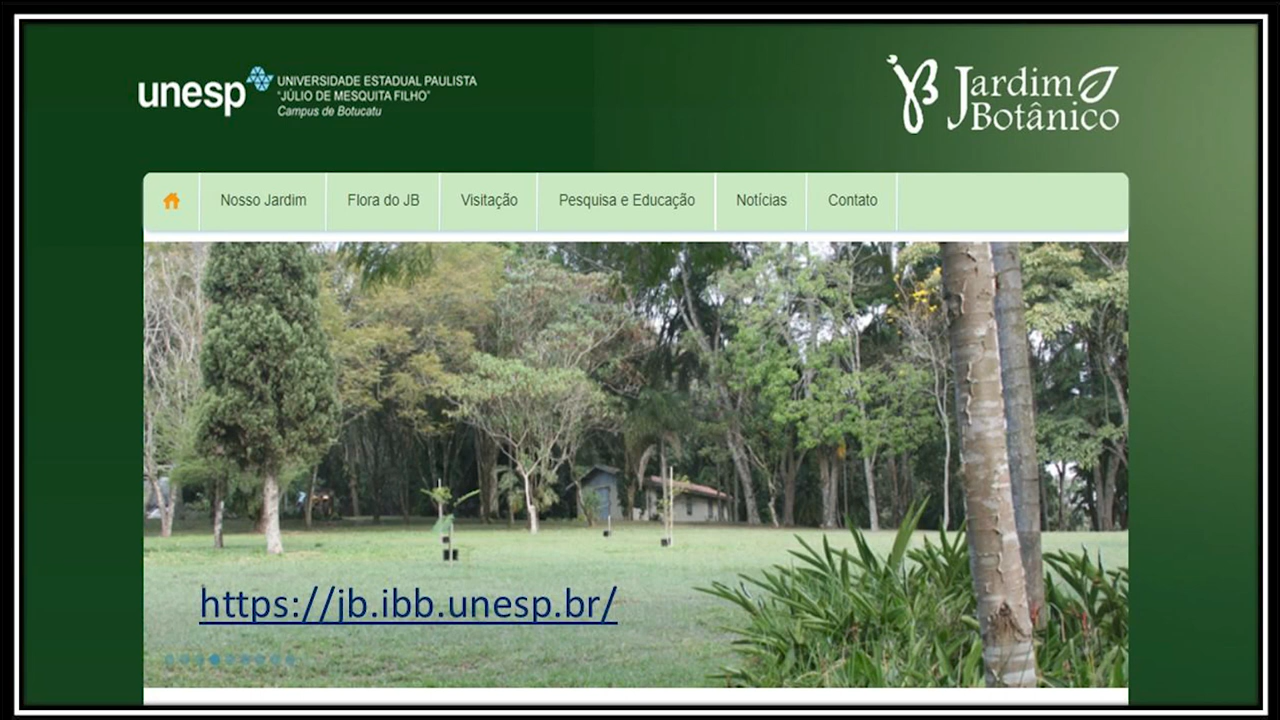 unesp
UNIVERSIDADE ESTADUAL PAULISTA
"JÚLIO DE MESQUITA FILHO"
Campus de Botucatu
Jardim
Botânico
Nosso Jardim
Flora do JB
Visitação
Pesquisa e Educação
Notícias
Contato
https://jb.ibb.unesp.br/